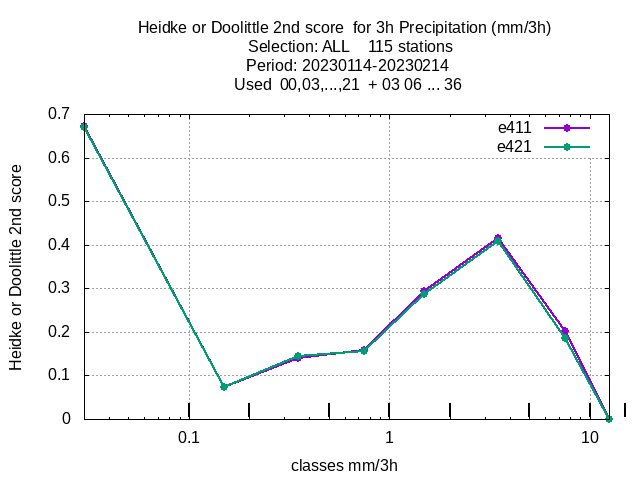 Heidke or Doolittle 2nd score  for 3h Precipitation (mm/3h)
Selection: ALL    115 stations
Period: 20230114-20230214
Used  00,03,...,21  + 03 06 ... 36
e411
e421
0.7
0.6
0.5
0.4
0.3
0.2
0.1
0
Heidke or Doolittle 2nd score
0.1
1
10
classes mm/3h